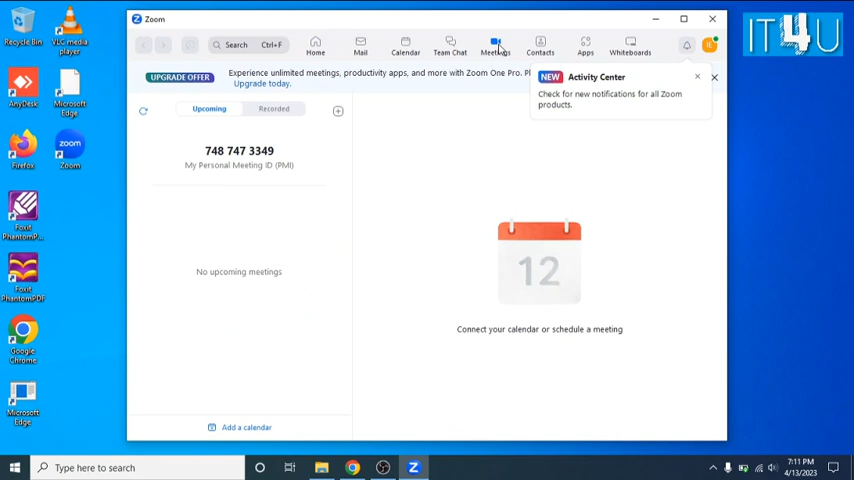 Recycle Bin
VLC media
player
AnyDesk
Microsoft
Edge
Firefox
Zoom
zoom
Foxit
PhantomP...
Foxit
PhantomPDF
Google
Chrome
Microsoft
Edge
Zoom
Search Ctrl+F
Home
Mail
Calendar
Team Chat
Meetings
Contacts
Apps
Whiteboards
IE
IT4U
UPGRADE OFFER
Experience unlimited meetings, productivity apps, and more with Zoom One Pro.
Upgrade today.
NEW Activity Center
Check for new notifications for all Zoom
products.
Upcoming Recorded
748 747 3349
My Personal Meeting ID (PMI)
No upcoming meetings
12
Connect your calendar or schedule a meeting
Add a calendar
Type here to search
7:11 PM
4/13/2023